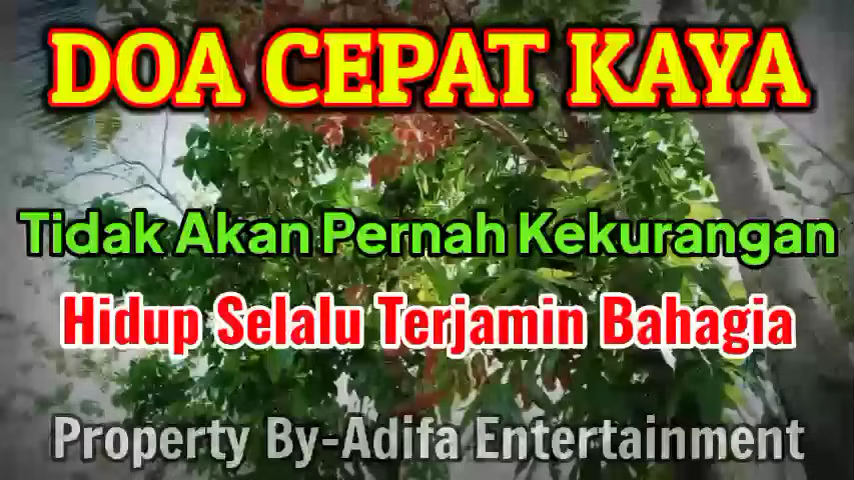 DOA CEPAT KAYA
Tidak Akan Pernah Kekurangan
Hidup Selalu Terjamin Bahagia
Property By-Adifa Entertainment